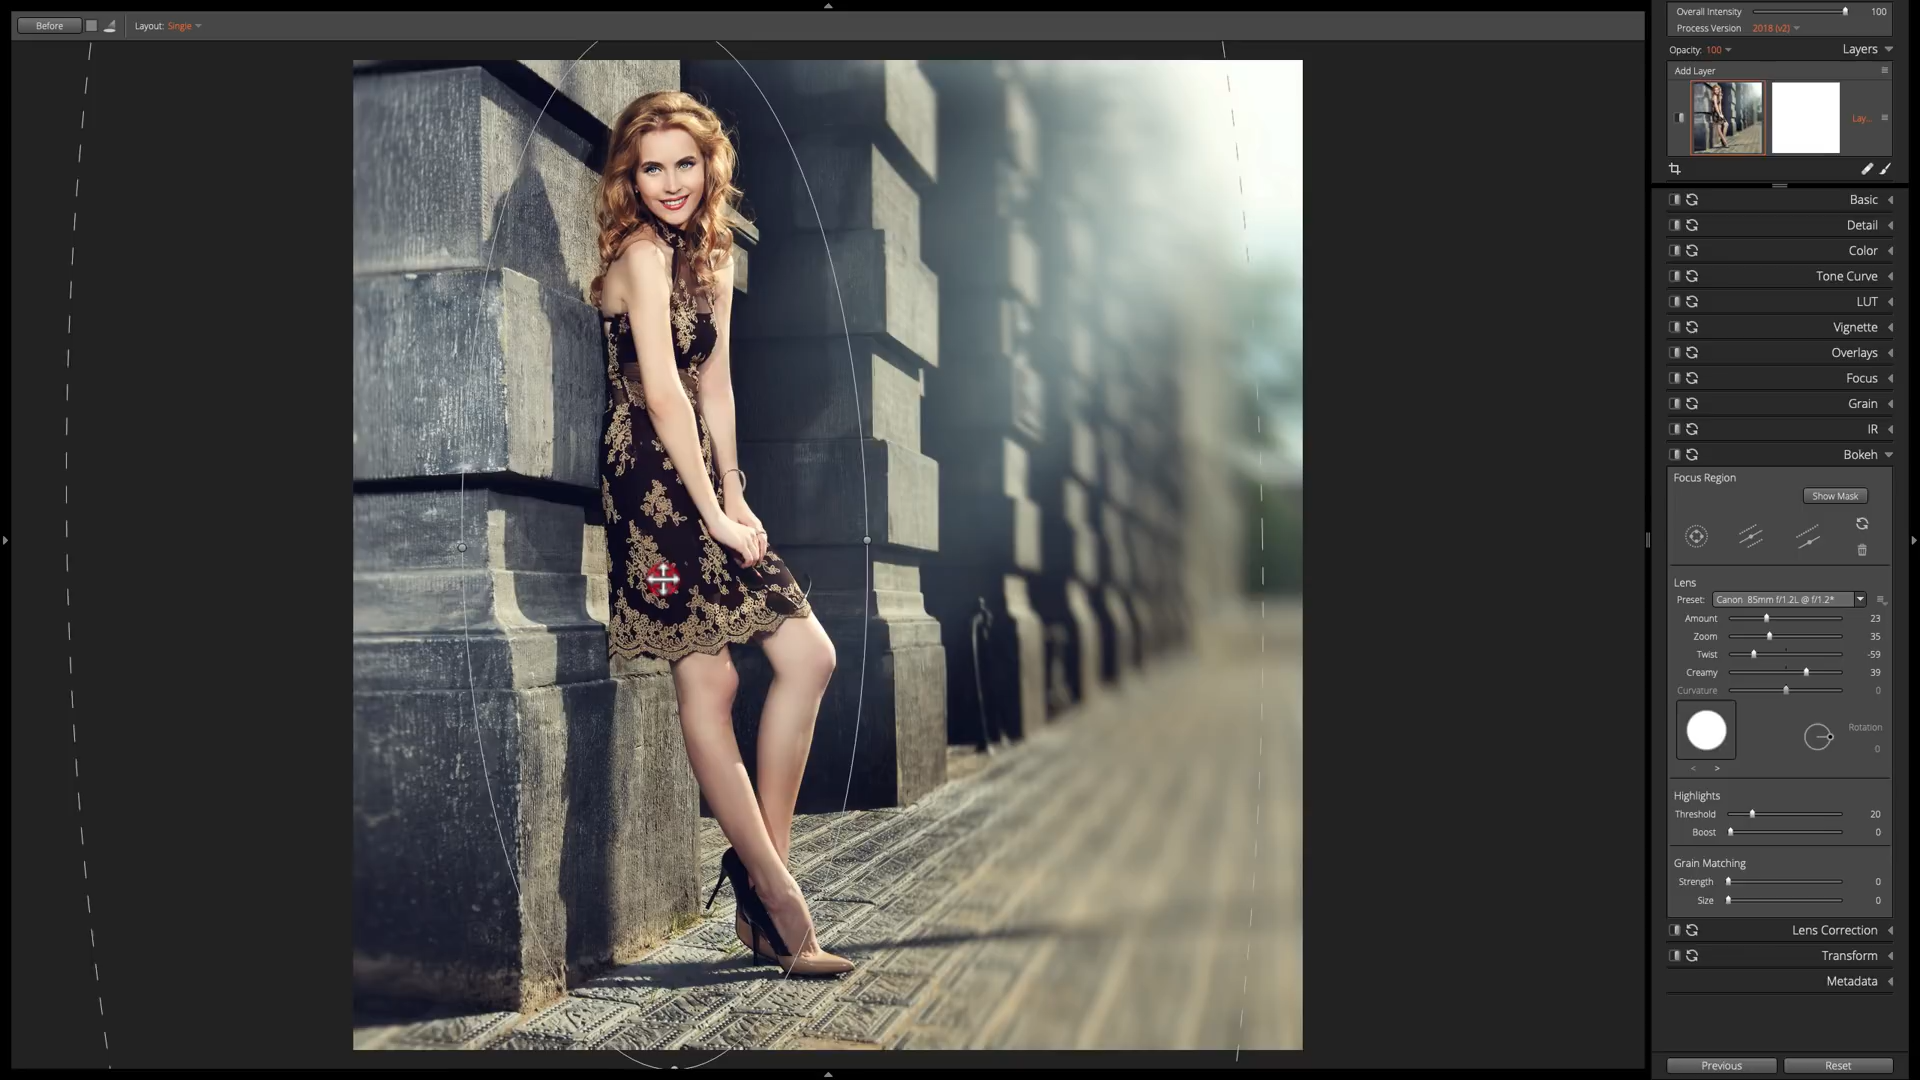 Before
Layout: Single
Overall Intensity 100
Process Version 2018 (v2)
Opacity: 100 Layers
Add Layer
Lay...
Basic
Detail
Color
Tone Curve
LUT
Vignette
Overlays
Focus
Grain
IR
Bokeh
Focus Region
Show Mask
Lens
Preset: Canon 85mm f/1.2L @ f/1.2*
Amount 23
Zoom 35
Twist -59
Creamy 39
Curvature 0
Rotation
0
< >
Highlights
Threshold 20
Boost 0
Grain Matching
Strength 0
Size 0
Lens Correction
Transform
Metadata
Previous Reset